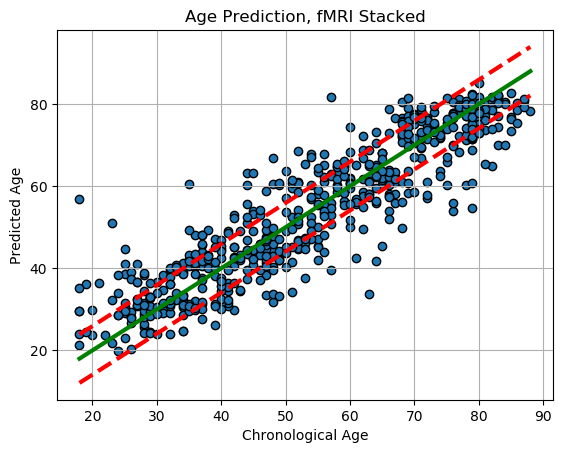 Age Prediction, fMRI Stacked
80
60
40
20
Predicted Age
20 30 40 50 60 70 80 90
Chronological Age